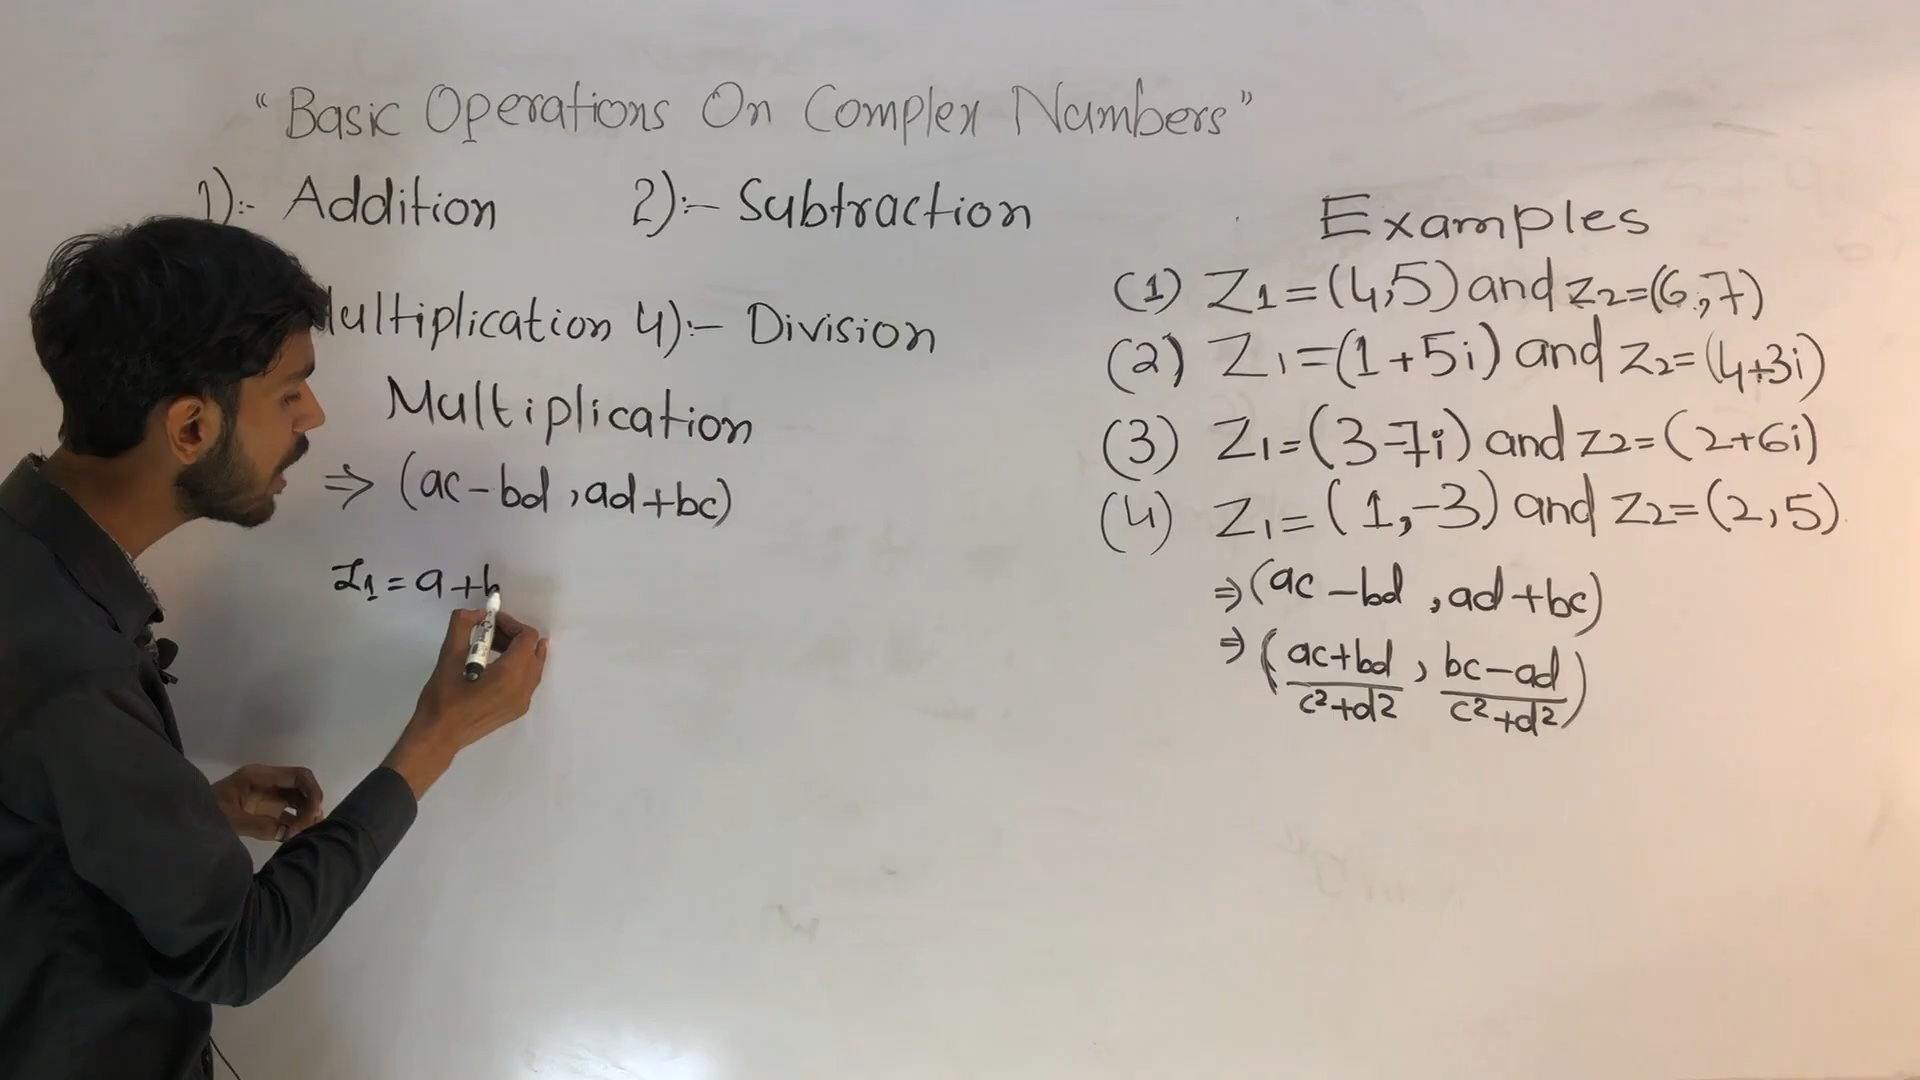 "Basic Operations On Complex Numbers"
1):- Addition 2):- Subtraction
Multiplication 4):- Division
Multiplication
⇒ (ac-bd, ad+bc)
Z1 = a+b
Examples
(1) Z1=(4,5) and Z2=(6,7)
(2) Z1=(1+5i) and Z2=(4+3i)
(3) Z1=(3-7i) and Z2=(2+6i)
(4) Z1=(1,-3) and Z2=(2,5)
⇒ (ac-bd, ad+bc)
⇒ (ac+bd/c²+d², bc-ad/c²+d²)